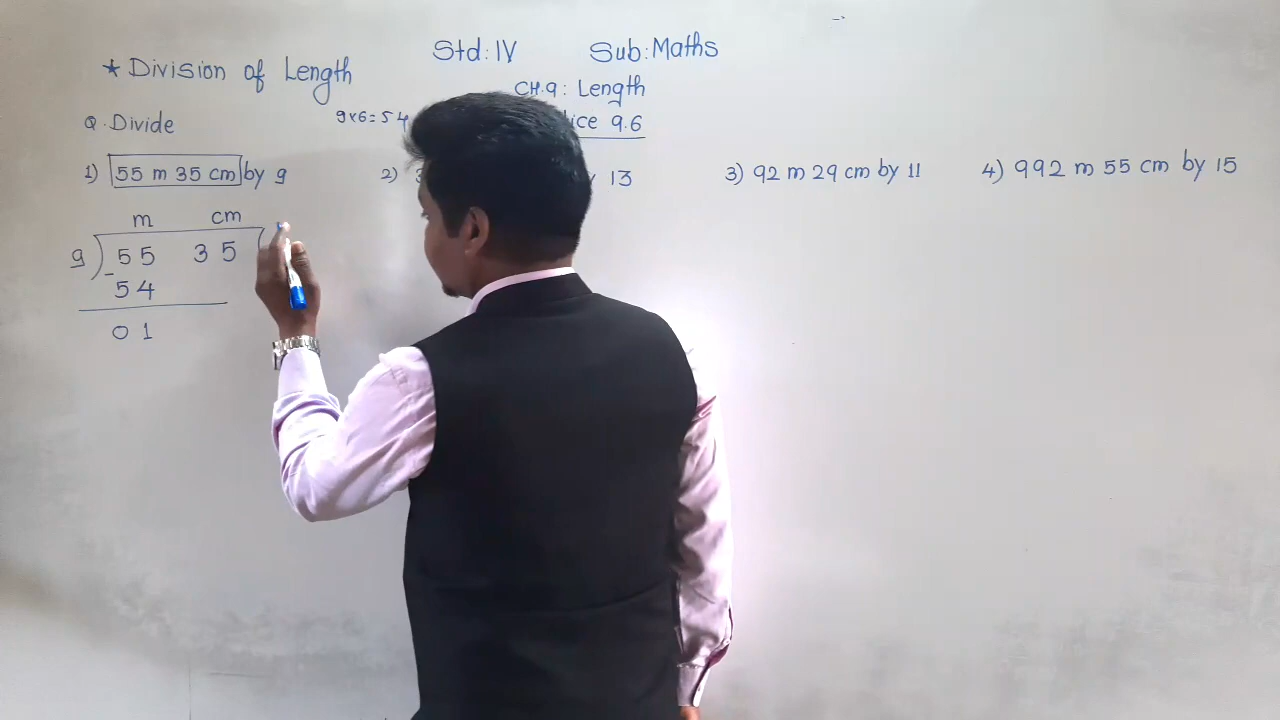 Std: IV Sub: Maths
* Division of Length
CH.9: Length
Q. Divide
9x6=54
9.6
1) 55 m 35 cm by 9
2) 13
3) 92 m 29 cm by 11
4) 992 m 55 cm by 15
m cm
9 ) 55 35
- 54
01